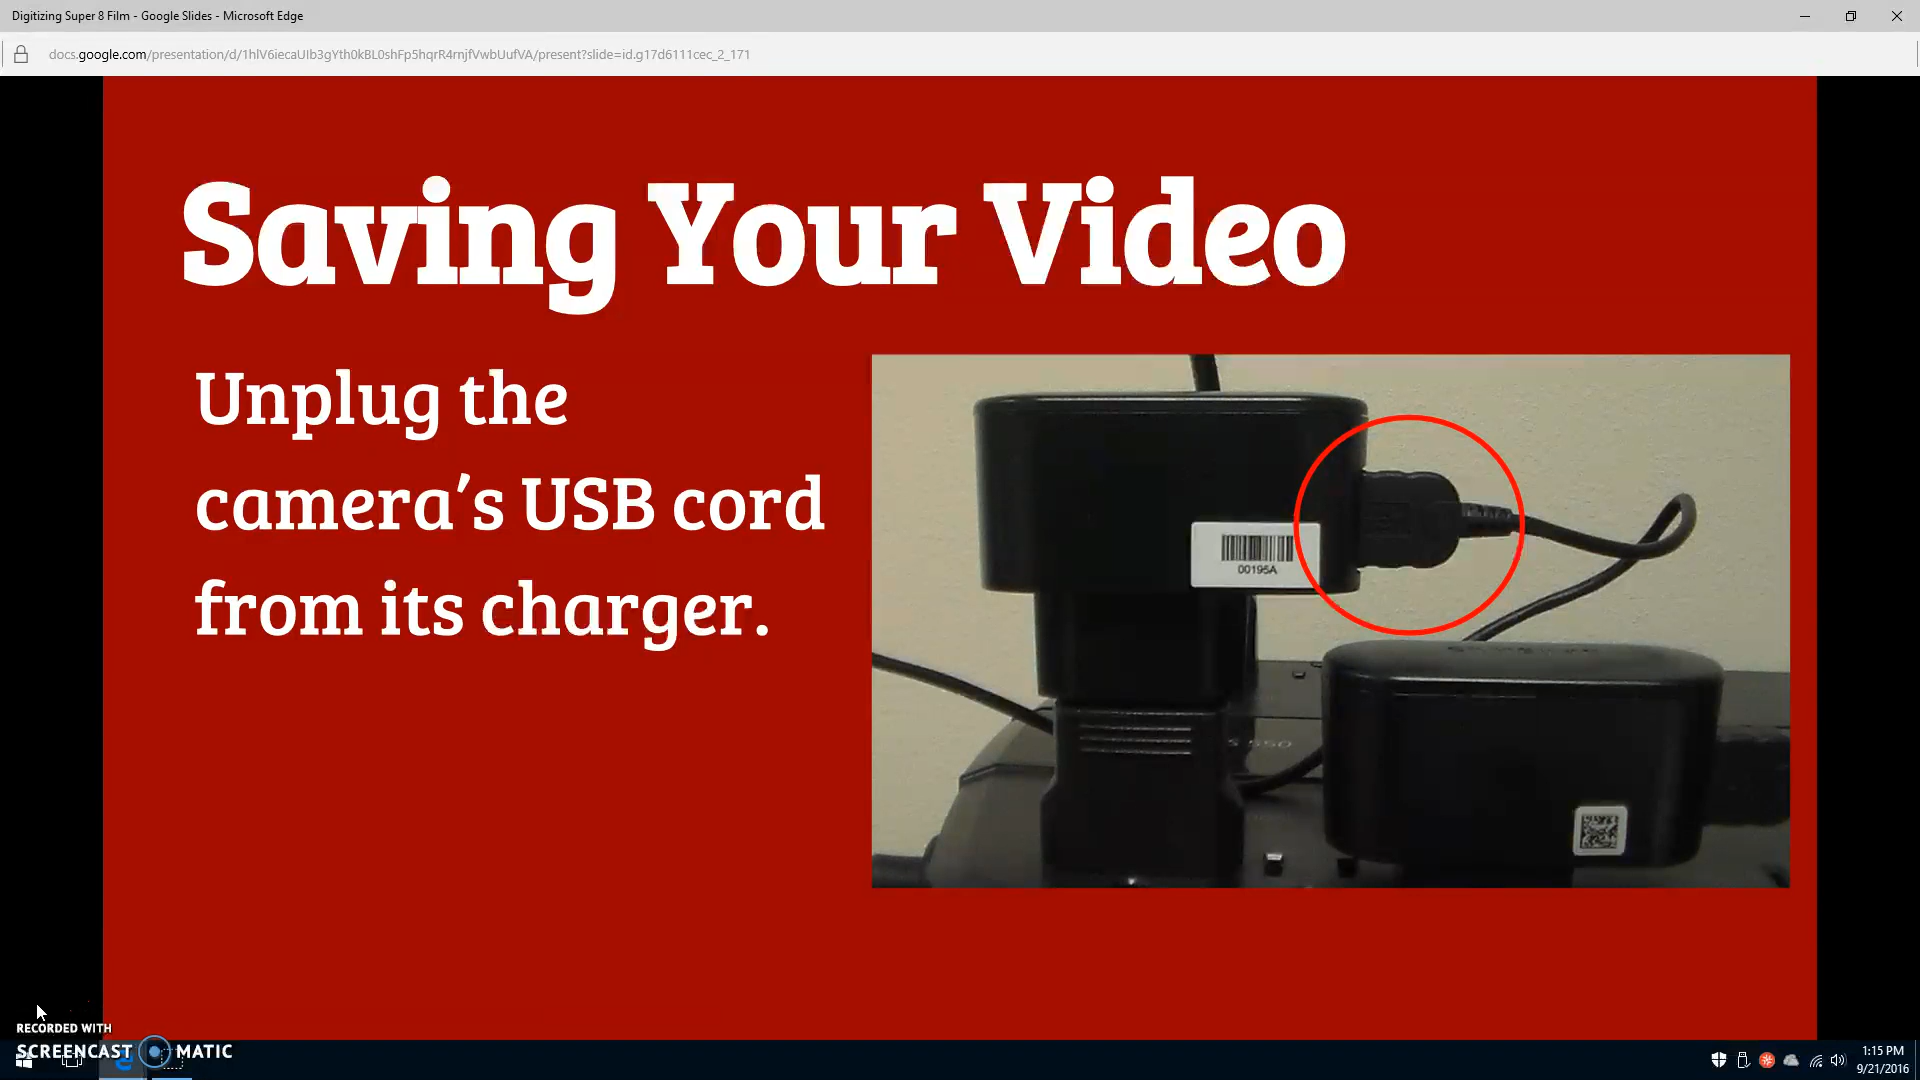 Digitizing Super 8 Film - Google Slides - Microsoft Edge
docs.google.com/presentation/d/1hlV6iecaUIb3gYth0kBL0shFp5hqrR4rnjfVwbUufVA/present?slide=id.g17d6111cec_2_171
Saving Your Video
Unplug the
camera’s USB cord
from its charger.
00195A
550
RECORDED WITH
SCREENCAST MATIC
1:15 PM
9/21/2016